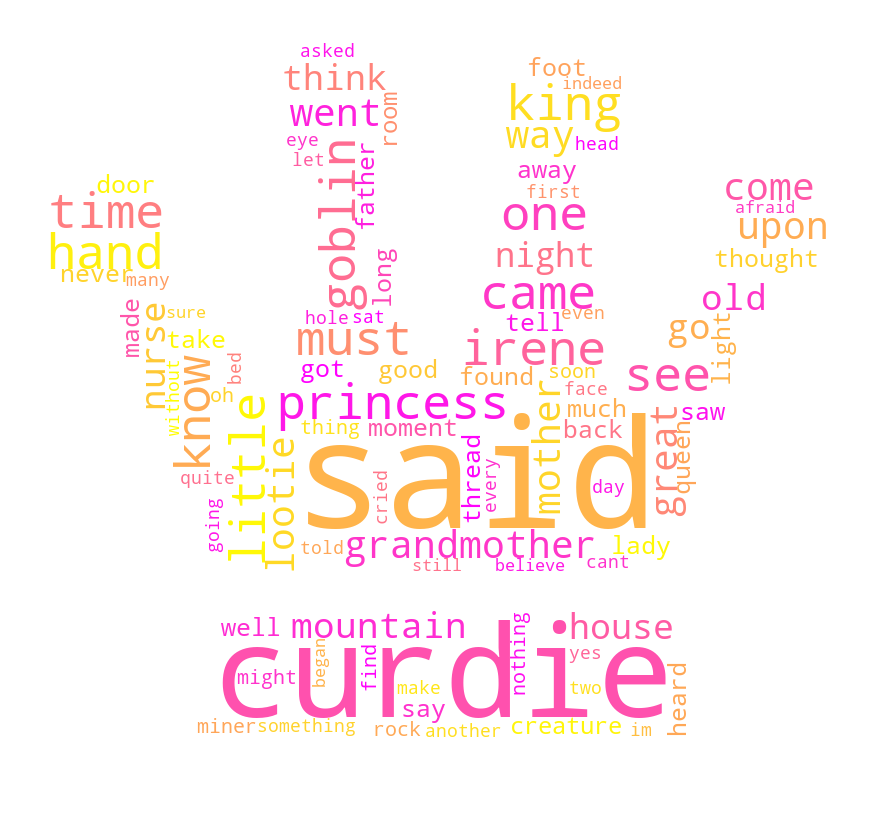 asked
think
went
room
eye
let
goblin
father
long
hole
sat
must
got
good
foot
indeed
king
way
head
away
first
one
night
came
even
tell
irene
found
soon
face
come
afraid
upon
thought
old
go
light
see
saw
door
time
hand
never
many
made
sure
nurse
take
bed
without
know
oh
quite
going
little
lootie
princess
thing
moment
mother
much
back
great
queen
said
cried
thread
every
day
told
grandmother
lady
still
believe
cant
well
mountain
house
curdie
might
began
find
make
say
nothing
yes
two
heard
miner
something
rock
another
creature
im